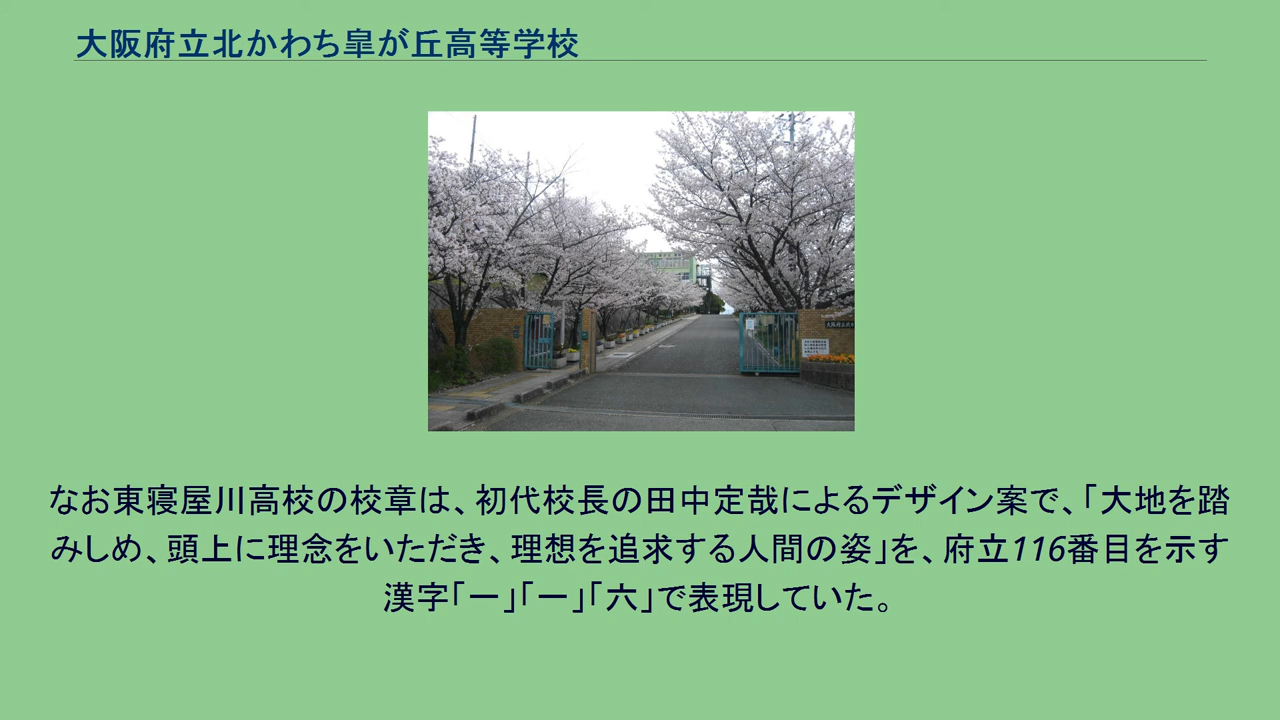 大阪府立北かわち皐が丘高等学校
大阪府立北
なお東寝屋川高校の校章は、初代校長の田中定哉によるデザイン案で、「大地を踏
みしめ、頭上に理念をいただき、理想を追求する人間の姿」を、府立116番目を示す
漢字「一」「一」「六」で表現していた。